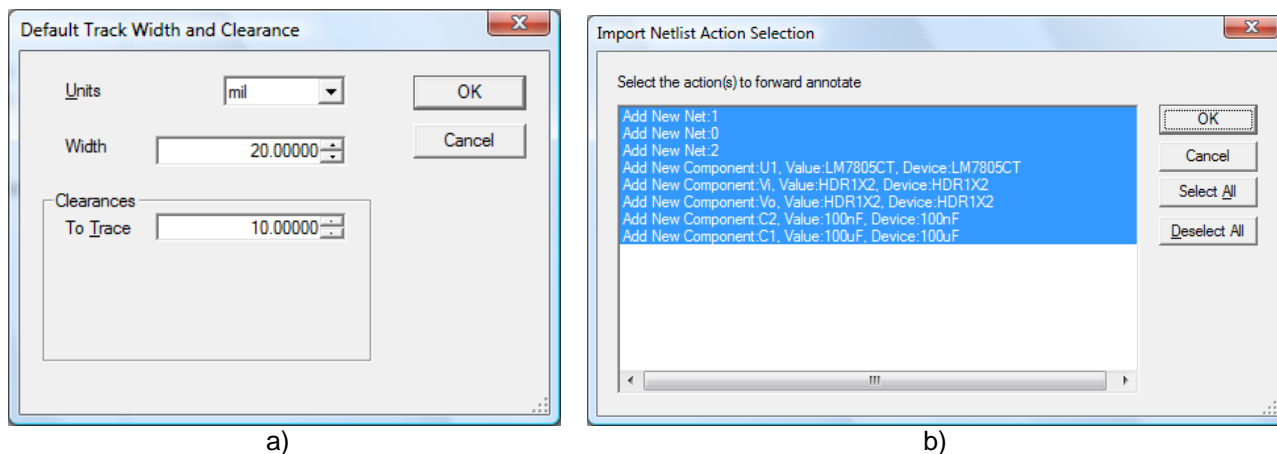 Default Track Width and Clearance
Units
mil
OK
Width
20.00000
Cancel
Clearances
To Trace
10.00000
a)
Import Netlist Action Selection
Select the action(s) to forward annotate
Add New Net:1
Add New Net:0
Add New Net:2
Add New Component:U1, Value:LM7805CT, Device:LM7805CT
Add New Component:Vi, Value:HDR1X2, Device:HDR1X2
Add New Component:Vo, Value:HDR1X2, Device:HDR1X2
Add New Component:C2, Value:100nF, Device:100nF
Add New Component:C1, Value:100uF, Device:100uF
OK
Cancel
Select All
Deselect All
b)